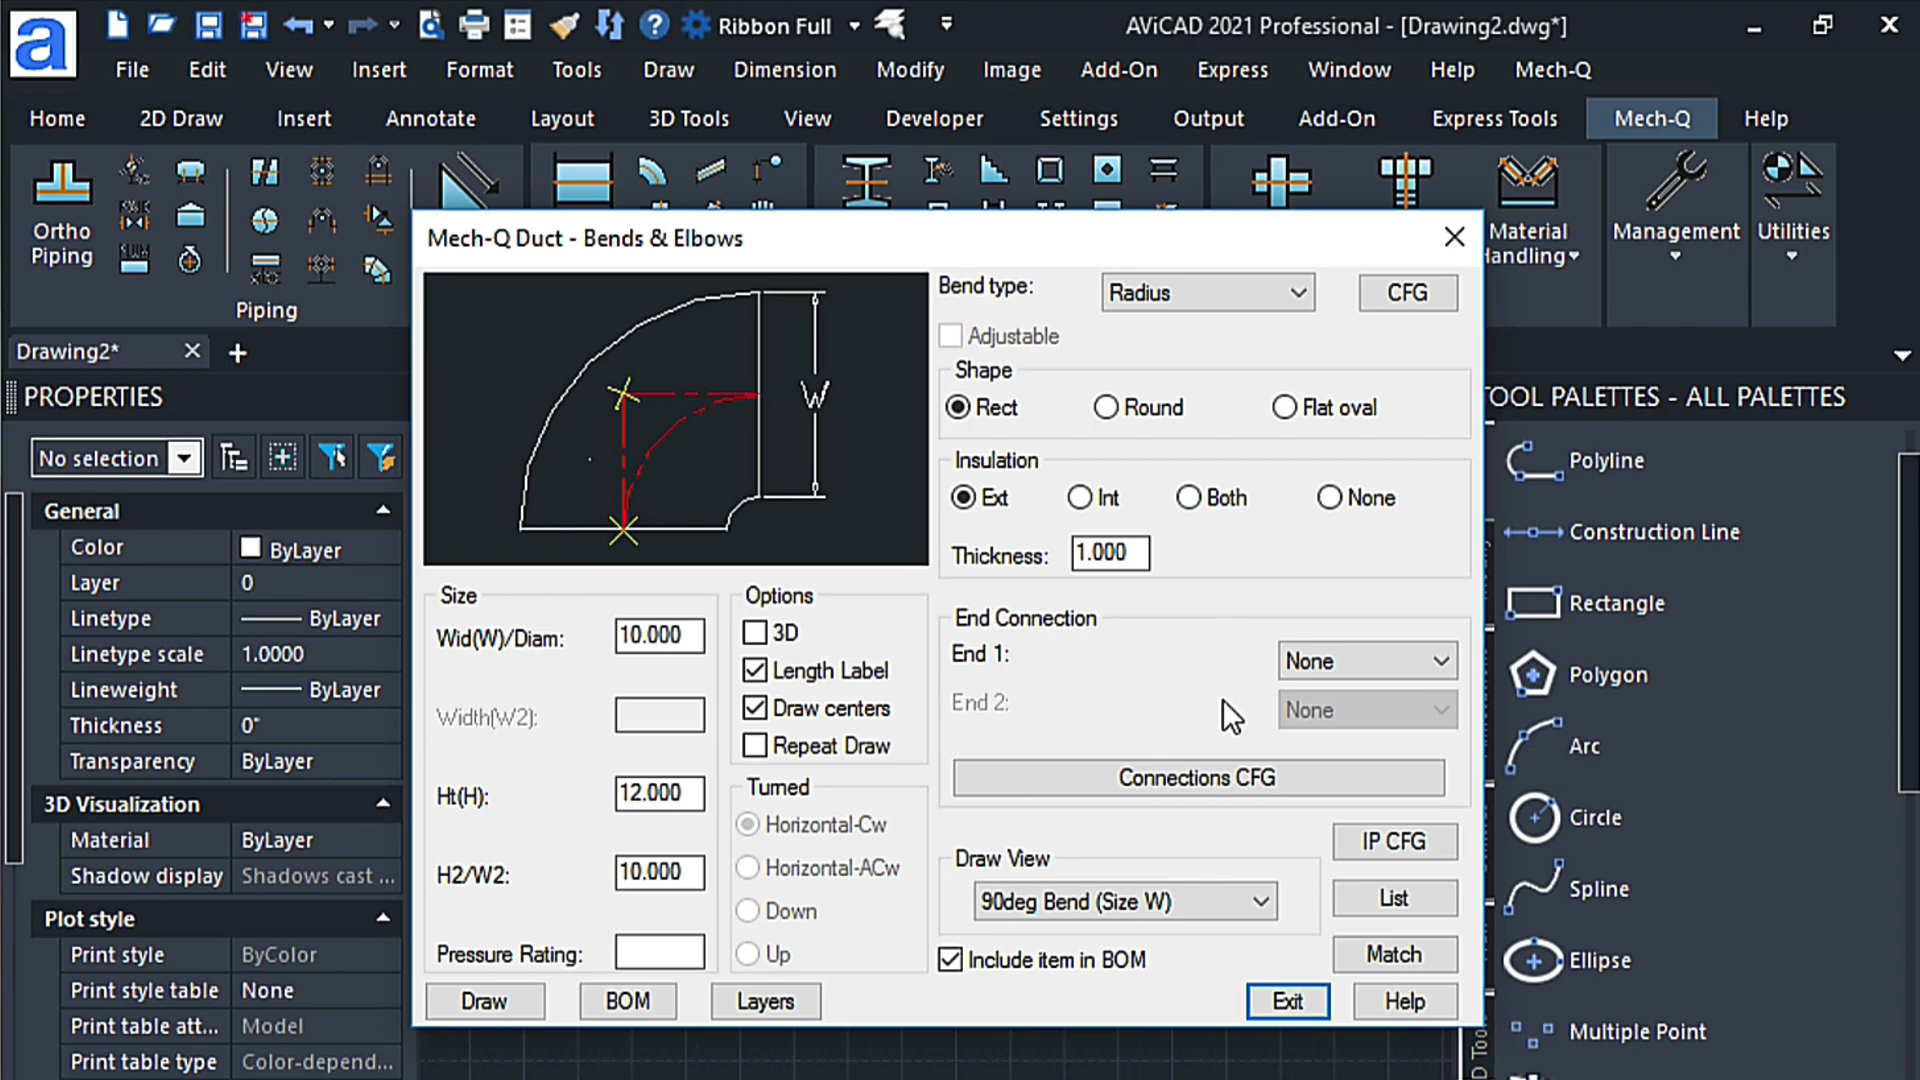 a
Ribbon Full
AViCAD 2021 Professional - [Drawing2.dwg*]
File Edit View Insert Format Tools Draw Dimension Modify Image Add-On Express Window Help Mech-Q
Home 2D Draw Insert Annotate Layout 3D Tools View Developer Settings Output Add-On Express Tools Mech-Q Help
Ortho
Piping
Piping
Material
Handling
Management
Utilities
Drawing2*
PROPERTIES
No selection
General
Color ByLayer
Layer 0
Linetype ByLayer
Linetype scale 1.0000
Lineweight ByLayer
Thickness 0"
Transparency ByLayer
3D Visualization
Material ByLayer
Shadow display Shadows cast ...
Plot style
Print style ByColor
Print style table None
Print table att... Model
Print table type Color-depend...
Mech-Q Duct - Bends & Elbows
W
Bend type: Radius CFG
Adjustable
Shape
Rect Round Flat oval
Insulation
Ext Int Both None
Thickness: 1.000
Size
Wid(W)/Diam: 10.000
Width(W2):
Ht(H): 12.000
H2/W2: 10.000
Pressure Rating:
Options
3D
Length Label
Draw centers
Repeat Draw
Turned
Horizontal-Cw
Horizontal-ACw
Down
Up
End Connection
End 1: None
End 2: None
Connections CFG
Draw View
90deg Bend (Size W)
Include item in BOM
IP CFG
List
Match
Draw BOM Layers Exit Help
TOOL PALETTES - ALL PALETTES
Polyline
Construction Line
Rectangle
Polygon
Arc
Circle
Spline
Ellipse
Multiple Point